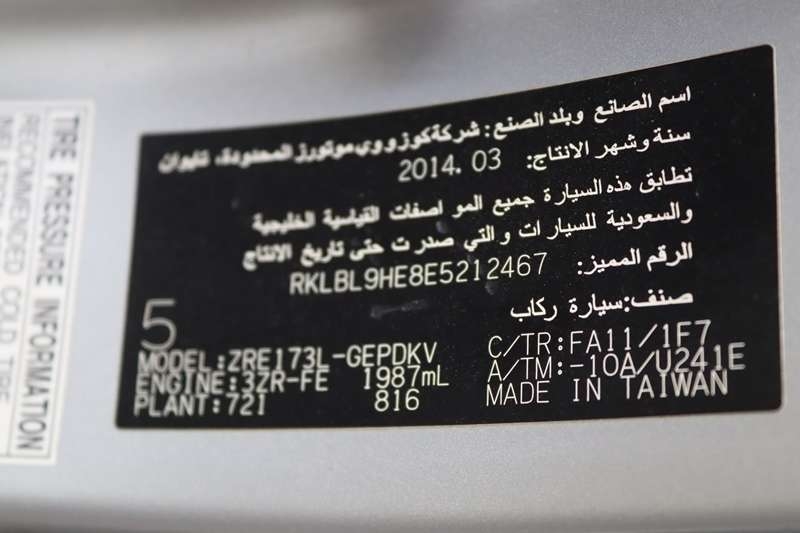 اسم الصانع وبلد الصنع: شركة كوزووي موتورز المحدودة، تايوان
سنة وشهر الانتاج: 2014. 03
تطابق هذه السيارة جميع المواصفات القياسية الخليجية
والسعودية للسيارات والتي صدرت حتى تاريخ الانتاج
الرقم المميز: RKLBL9HE8E5212467
صنف:سيارة ركاب
5
MODEL:ZRE173L-GEPDKV C/TR:FA11/1F7
ENGINE:3ZR-FE 1987mL A/TM:-10A/U241E
PLANT:721 816 MADE IN TAIWAN
TIRE PRESSURE INFORMATION
RECOMMENDED COLD TIRE